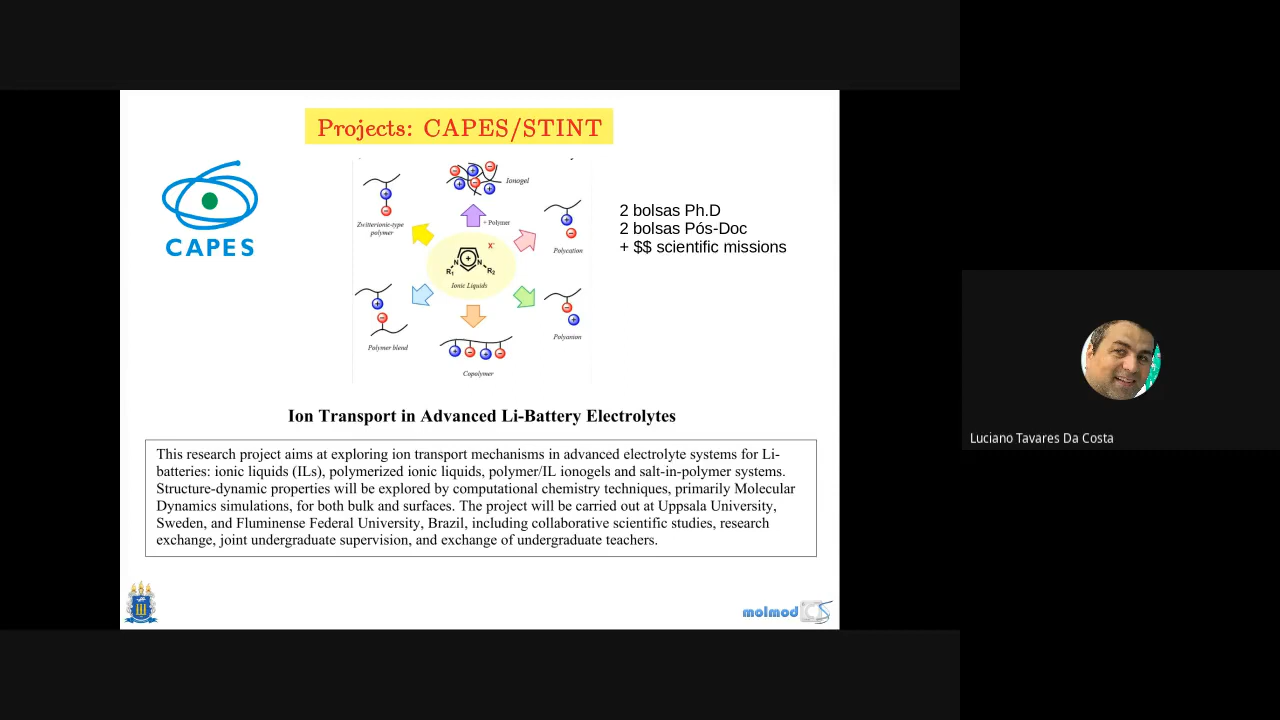 Projects: CAPES/STINT
CAPES
Ionogel
Zwitterionic-type
polymer
+ Polymer
Polycation
X-
N
+
N
R1
R2
Ionic Liquids
Polymer blend
Polyanion
Copolymer
2 bolsas Ph.D
2 bolsas Pós-Doc
+ $$ scientific missions
Ion Transport in Advanced Li-Battery Electrolytes
This research project aims at exploring ion transport mechanisms in advanced electrolyte systems for Li-
batteries: ionic liquids (ILs), polymerized ionic liquids, polymer/IL ionogels and salt-in-polymer systems.
Structure-dynamic properties will be explored by computational chemistry techniques, primarily Molecular
Dynamics simulations, for both bulk and surfaces. The project will be carried out at Uppsala University,
Sweden, and Fluminense Federal University, Brazil, including collaborative scientific studies, research
exchange, joint undergraduate supervision, and exchange of undergraduate teachers.
molmod CS
Luciano Tavares Da Costa